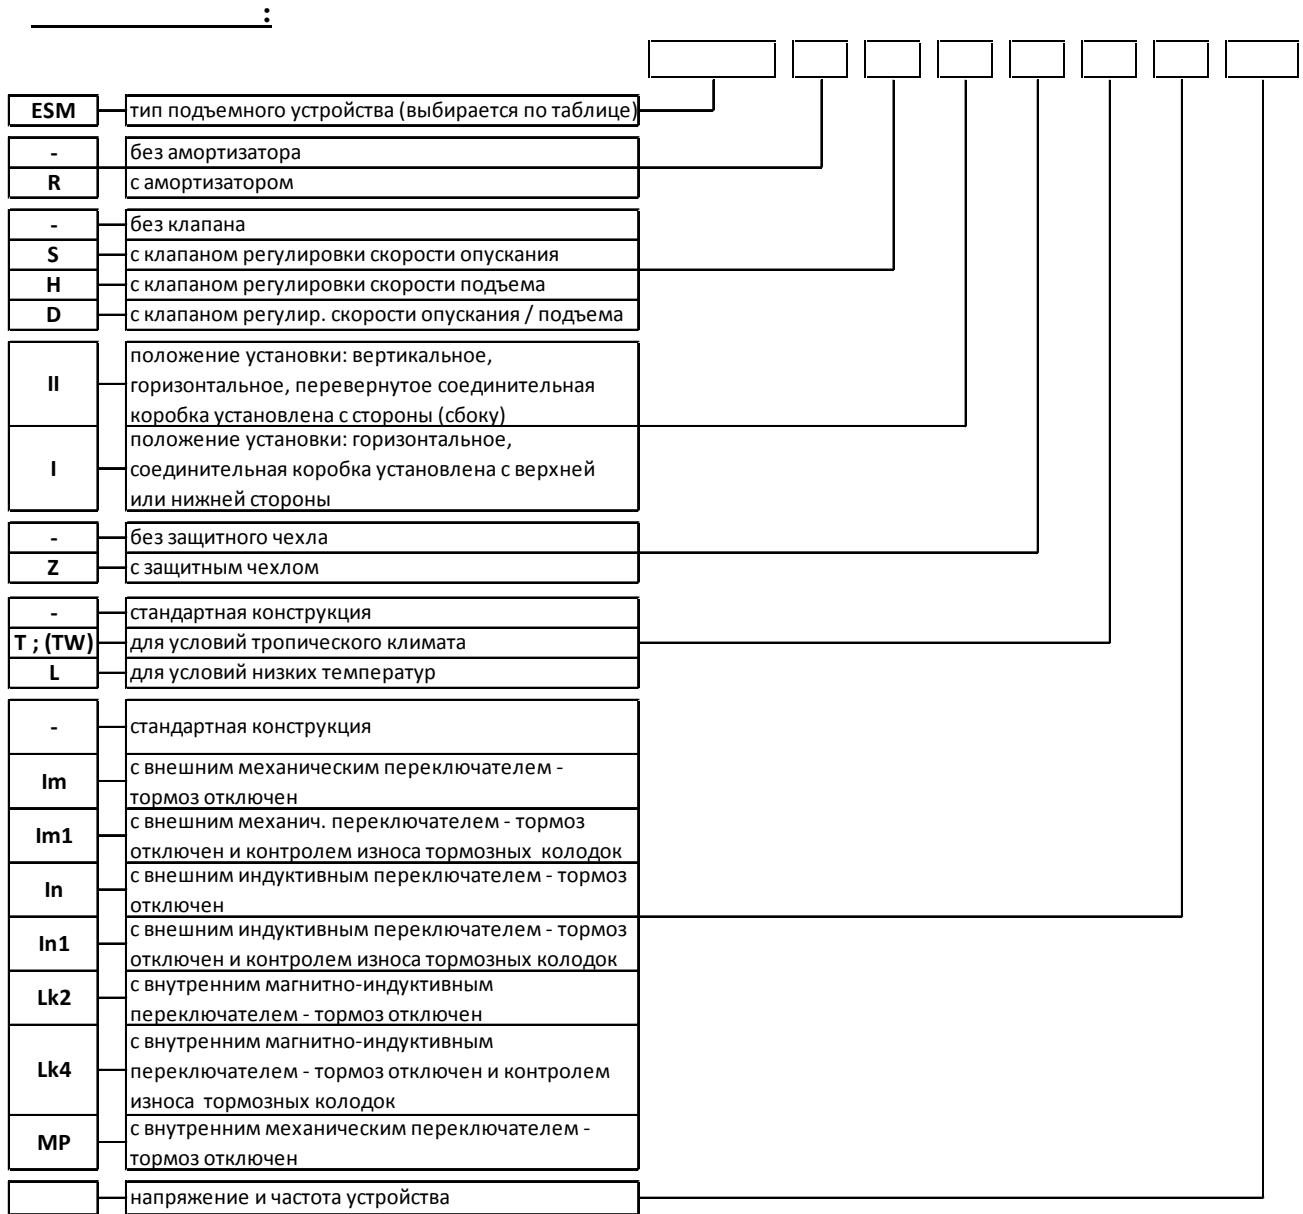 :
ESM тип подъемного устройства (выбирается по таблице)
- без амортизатора
R с амортизатором
- без клапана
S с клапаном регулировки скорости опускания
H с клапаном регулировки скорости подъема
D с клапаном регулир. скорости опускания / подъема
положение установки: вертикальное,
II горизонтальное, перевернутое соединительная
коробка установлена с стороны (сбоку)
положение установки: горизонтальное,
I соединительная коробка установлена с верхней
или нижней стороны
- без защитного чехла
Z с защитным чехлом
- стандартная конструкция
T ; (TW) для условий тропического климата
L для условий низких температур
- стандартная конструкция
Im с внешним механическим переключателем -
тормоз отключен
Im1 с внешним механич. переключателем - тормоз
отключен и контролем износа тормозных колодок
In с внешним индуктивным переключателем - тормоз
отключен
In1 с внешним индуктивным переключателем - тормоз
отключен и контролем износа тормозных колодок
Lk2 с внутренним магнитно-индуктивным
переключателем - тормоз отключен
с внутренним магнитно-индуктивным
Lk4 переключателем - тормоз отключен и контролем
износа тормозных колодок
MP с внутренним механическим переключателем -
тормоз отключен
напряжение и частота устройства